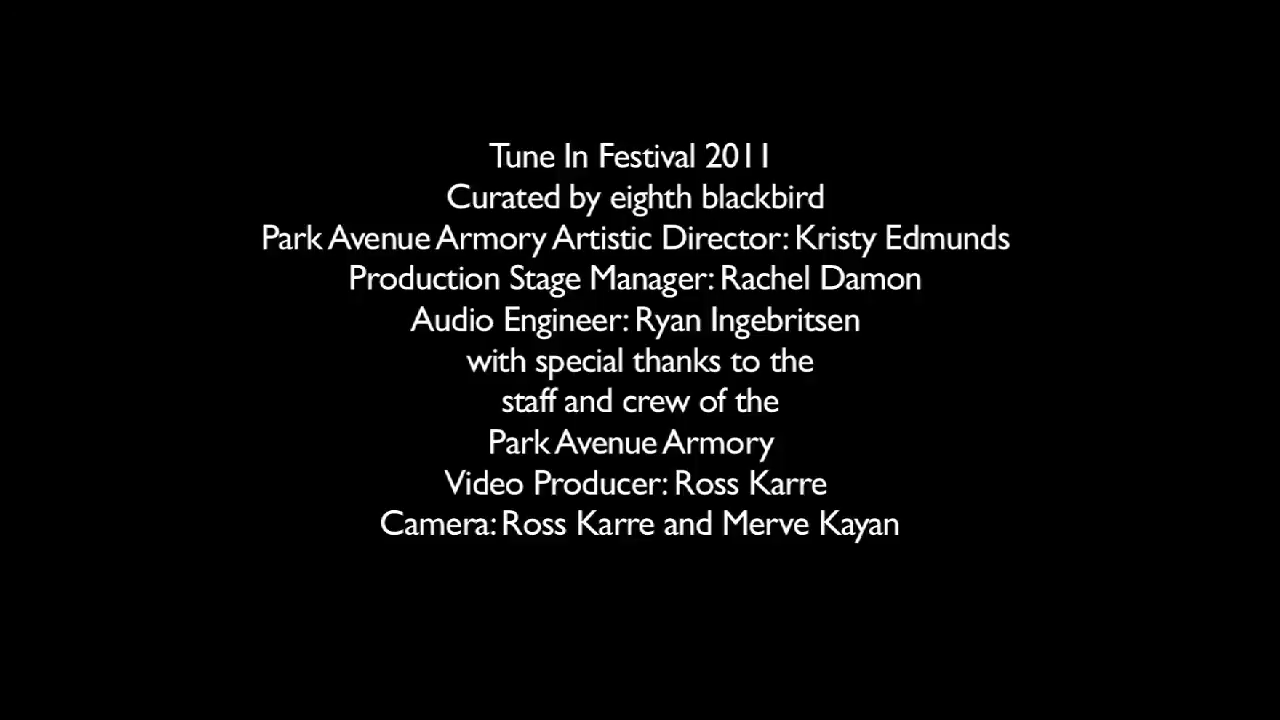 Tune In Festival 2011
Curated by eighth blackbird
Park Avenue Armory Artistic Director: Kristy Edmunds
Production Stage Manager: Rachel Damon
Audio Engineer: Ryan Ingebritsen
with special thanks to the
staff and crew of the
Park Avenue Armory
Video Producer: Ross Karre
Camera: Ross Karre and Merve Kayan